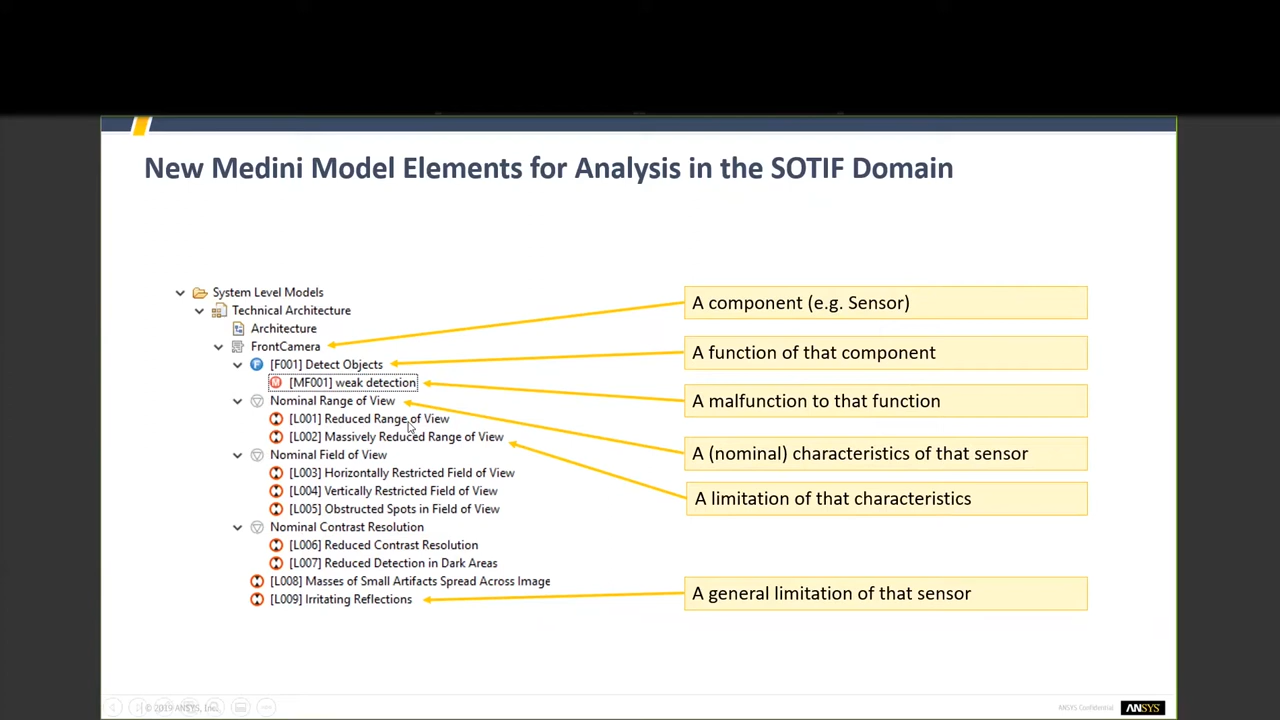 New Medini Model Elements for Analysis in the SOTIF Domain
System Level Models
Technical Architecture
Architecture
FrontCamera
[F001] Detect Objects
[MF001] weak detection
Nominal Range of View
[L001] Reduced Range of View
[L002] Massively Reduced Range of View
Nominal Field of View
[L003] Horizontally Restricted Field of View
[L004] Vertically Restricted Field of View
[L005] Obstructed Spots in Field of View
Nominal Contrast Resolution
[L006] Reduced Contrast Resolution
[L007] Reduced Detection in Dark Areas
[L008] Masses of Small Artifacts Spread Across Image
[L009] Irritating Reflections
A component (e.g. Sensor)
A function of that component
A malfunction to that function
A (nominal) characteristics of that sensor
A limitation of that characteristics
A general limitation of that sensor
© 2019 ANSYS, Inc.
ANSYS Confidential
ANSYS